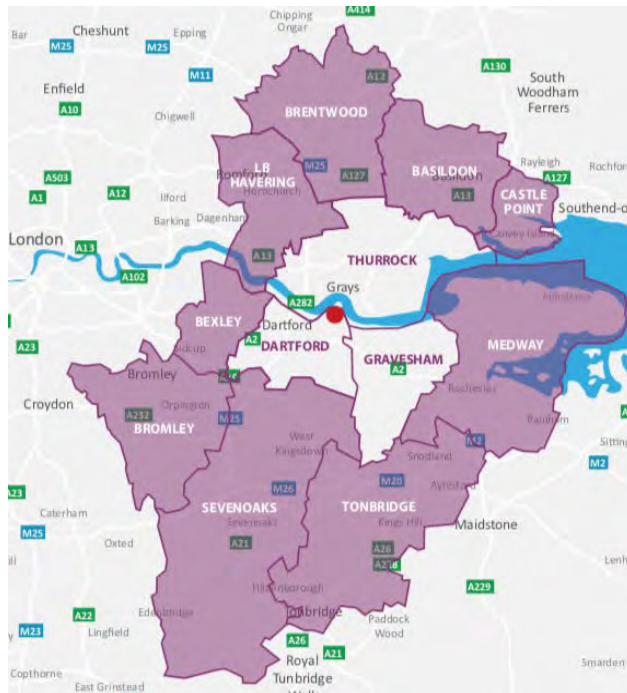 A414
Chipping
Ongar
Bar
Cheshunt
Epping
M25
M25
M11
A12
A130
South
Woodham
Ferrers
Enfield
A10
BRENTWOOD
Chigwell
A503
A1
A12
Ilford
LB
HAVERING
Romford
Hornchurch
M25
A127
BASILDON
Basildon
A13
Rayleigh
A127
Rochfor
CASTLE
POINT
Canvey Island
Southend-o
Barking
Dagenhan
London
A13
A13
A102
THURROCK
Grays
A282
BEXLEY
Sidcup
Dartford
A2
DARTFORD
GRAVESHAM
A2
MEDWAY
Rochester
Rainham
A23
Bromley
Croydon
A232
Orpington
BROMLEY
M25
West
Kingsdown
Snodland
M2
Sitting
M2
A23
Caterham
M25
Oxted
SEVENOAKS
Sevenoaks
M26
A21
M20
Aylesford
TONBRIDGE
Kings Hill
Maidstone
A26
A228
A229
Lenh
Hildenborough
Tonbridge
Paddock
Wood
Edenbridge
A22
Lingfield
M23
Copthorne
East Grinstead
A26
A21
Royal
Tunbridge
Smarden